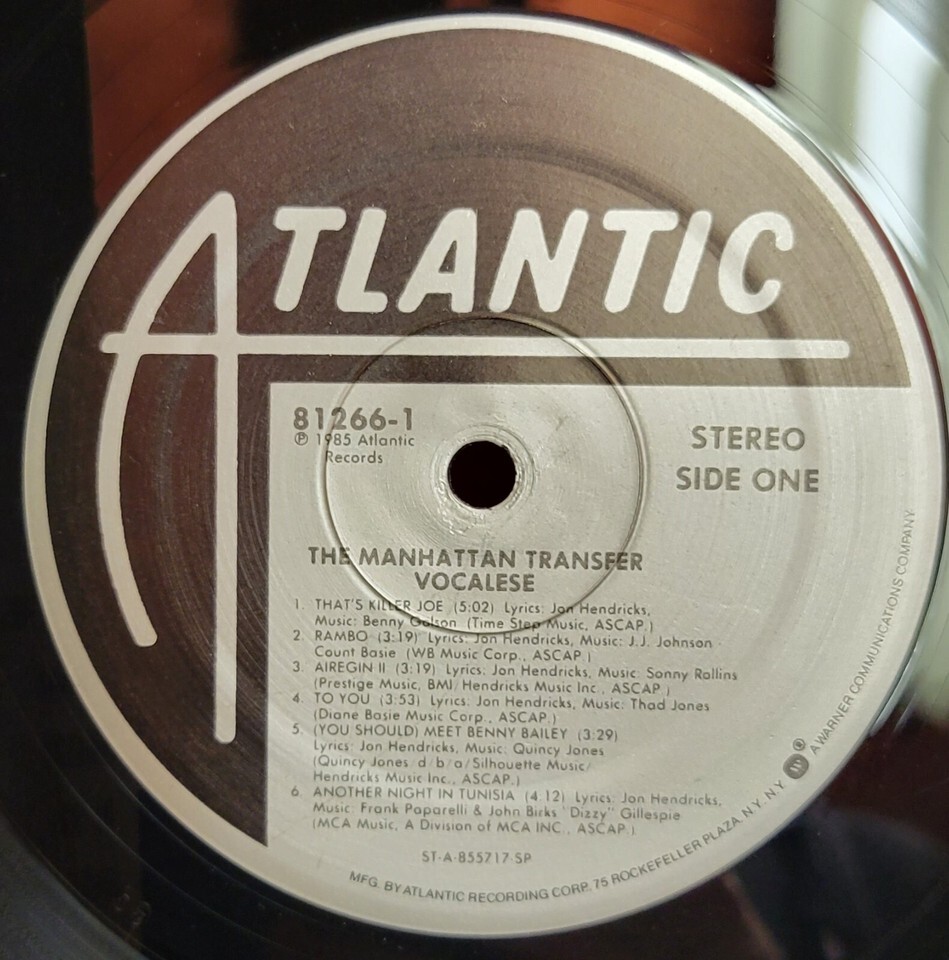 ATLANTIC
81266-1
℗ 1985 Atlantic
Records
STEREO
SIDE ONE
THE MANHATTAN TRANSFER
VOCALESE
1. THAT'S KILLER JOE (5:02) Lyrics: Jon Hendricks,
Music: Benny Golson (Time Step Music, ASCAP.)
2. RAMBO (3:19) Lyrics: Jon Hendricks, Music: J.J. Johnson -
Count Basie (WB Music Corp., ASCAP.)
3. AIREGIN II (3:19) Lyrics: Jon Hendricks, Music: Sonny Rollins
(Prestige Music, BMI/Hendricks Music Inc., ASCAP.)
4. TO YOU (3:53) Lyrics: Jon Hendricks, Music: Thad Jones
(Diane Basie Music Corp., ASCAP.)
5. (YOU SHOULD) MEET BENNY BAILEY (3:29)
Lyrics: Jon Hendricks, Music: Quincy Jones
(Quincy Jones d/b/a/Silhouette Music/
Hendricks Music Inc., ASCAP.)
6. ANOTHER NIGHT IN TUNISIA (4:12) Lyrics: Jon Hendricks,
Music: Frank Paparelli & John Birks "Dizzy" Gillespie
(MCA Music, A Division of MCA INC., ASCAP.)
ST-A-855717-SP
MFG. BY ATLANTIC RECORDING CORP. 75 ROCKEFELLER PLAZA, N.Y. N.Y. W ® A WARNER COMMUNICATIONS COMPANY